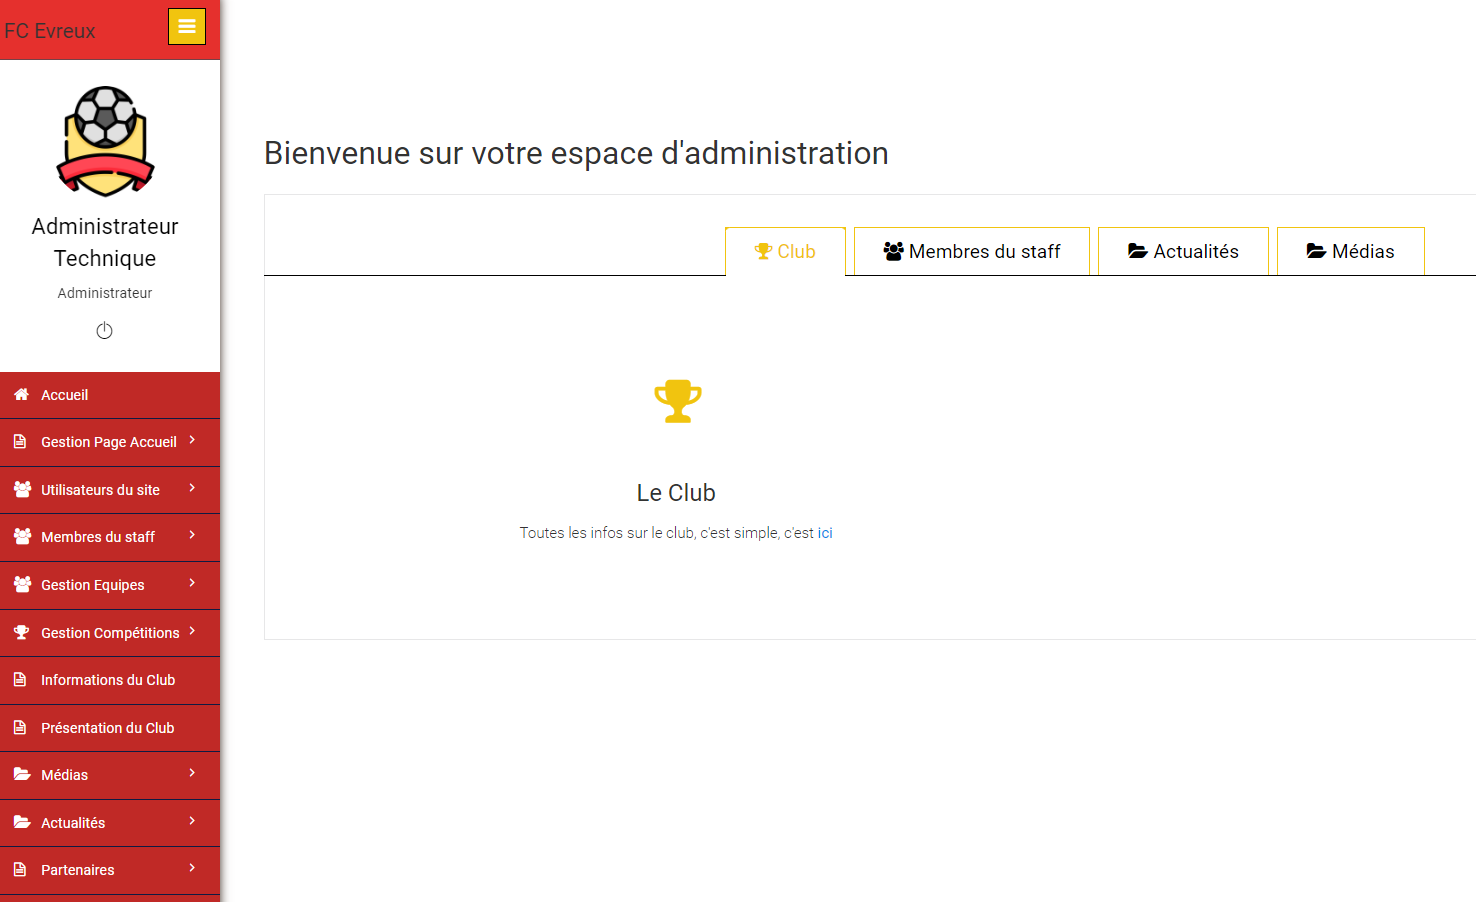 FC Evreux
Administrateur
Technique
Administrateur
Accueil
Gestion Page Accueil
Utilisateurs du site
Membres du staff
Gestion Equipes
Gestion Compétitions
Informations du Club
Présentation du Club
Médias
Actualités
Partenaires
Bienvenue sur votre espace d'administration
Club
Membres du staff
Actualités
Médias
Le Club
Toutes les infos sur le club, c'est simple, c'est ici